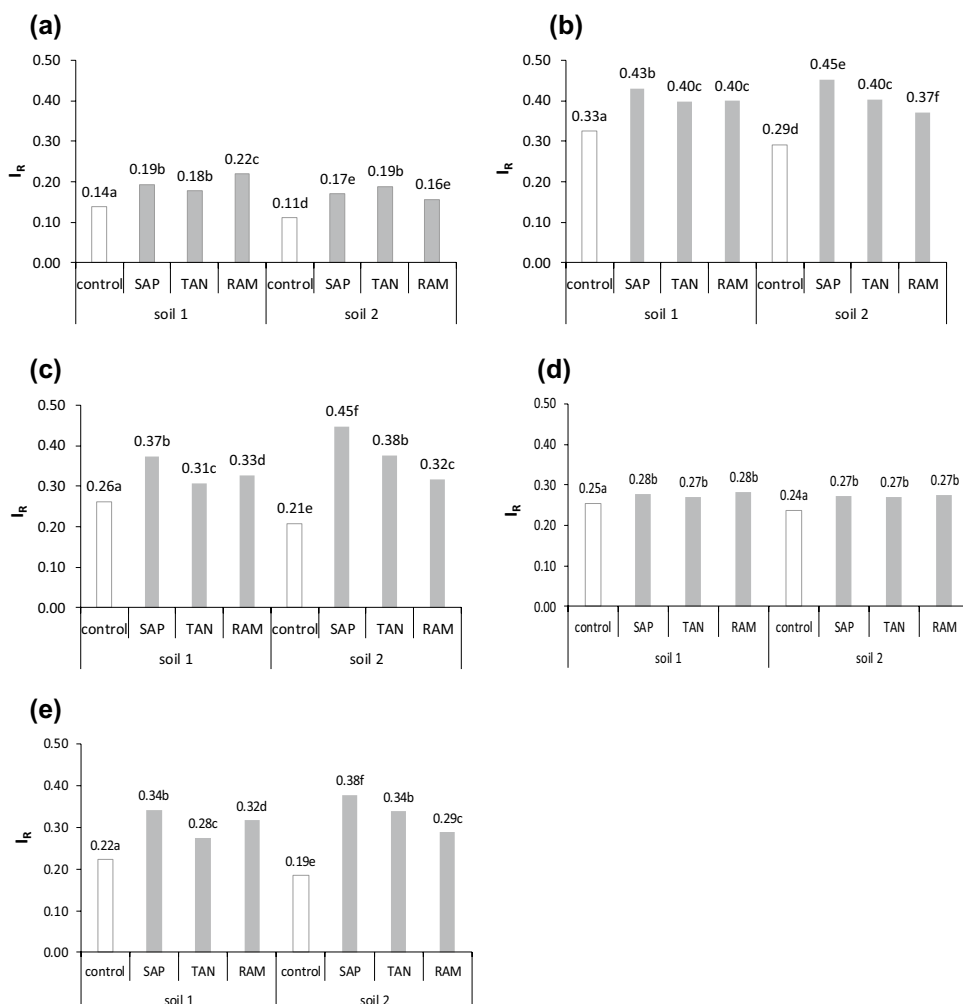 (a)
0.50
0.40
0.30
0.20
0.10
0.00
I_R
0.14a 0.19b 0.18b 0.22c 0.11d 0.17e 0.19b 0.16e
control SAP TAN RAM control SAP TAN RAM
soil 1 soil 2
(b)
0.50
0.40
0.30
0.20
0.10
0.00
I_R
0.33a 0.43b 0.40c 0.40c 0.29d 0.45e 0.40c 0.37f
control SAP TAN RAM control SAP TAN RAM
soil 1 soil 2
(c)
0.50
0.40
0.30
0.20
0.10
0.00
I_R
0.26a 0.37b 0.31c 0.33d 0.21e 0.45f 0.38b 0.32c
control SAP TAN RAM control SAP TAN RAM
soil 1 soil 2
(d)
0.50
0.40
0.30
0.20
0.10
0.00
I_R
0.25a 0.28b 0.27b 0.28b 0.24a 0.27b 0.27b 0.27b
control SAP TAN RAM control SAP TAN RAM
soil 1 soil 2
(e)
0.50
0.40
0.30
0.20
0.10
0.00
I_R
0.22a 0.34b 0.28c 0.32d 0.19e 0.38f 0.34b 0.29c
control SAP TAN RAM control SAP TAN RAM
soil 1 soil 2